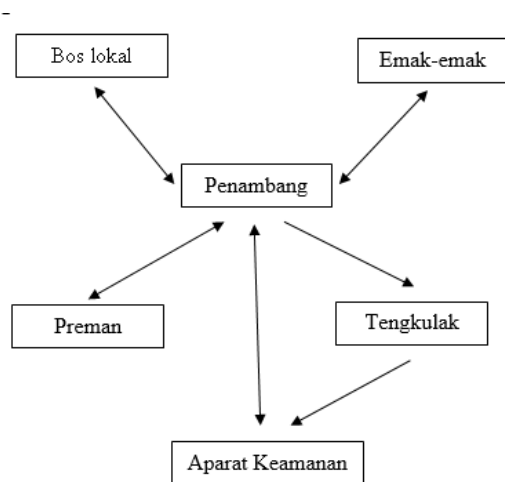 Bos lokal
Emak-emak
Penambang
Preman
Tengkulak
Aparat Keamanan